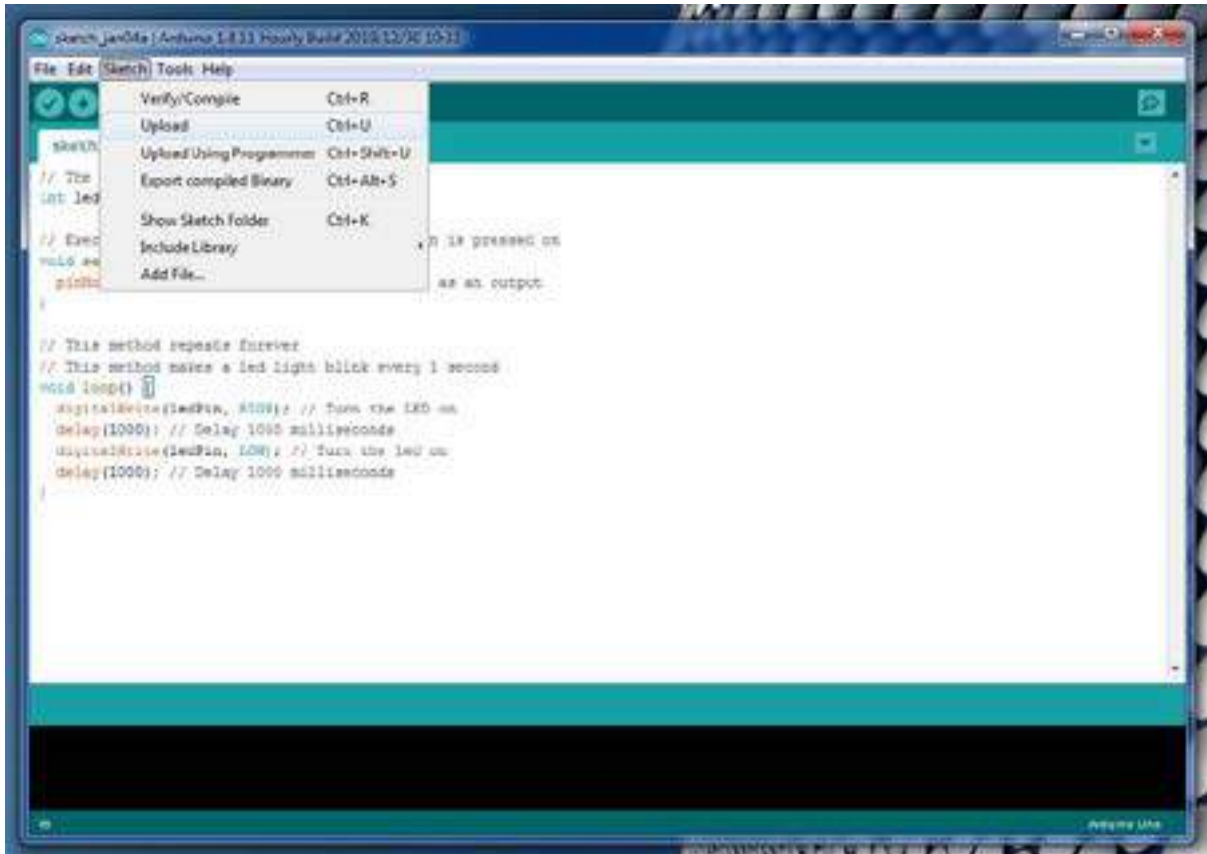 sketch_jan04a | Arduino 1.8.11 Hourly Build 2019/12/30 10:33
File Edit Sketch Tools Help
Verify/Compile Ctrl+R
Upload Ctrl+U
Upload Using Programmer Ctrl+Shift+U
Export compiled Binary Ctrl+Alt+S
Show Sketch Folder Ctrl+K
Include Library
Add File...
sketch
// The
int led
// Exec n is pressed on
void se
pinMo as an output
}
// This method repeats forever
// This method makes a led light blink every 1 second
void loop() {
digitalWrite(ledPin, HIGH); // Turn the LED on
delay(1000); // Delay 1000 milliseconds
digitalWrite(ledPin, LOW); // Turn the led on
delay(1000); // Delay 1000 milliseconds
}
Arduino Uno